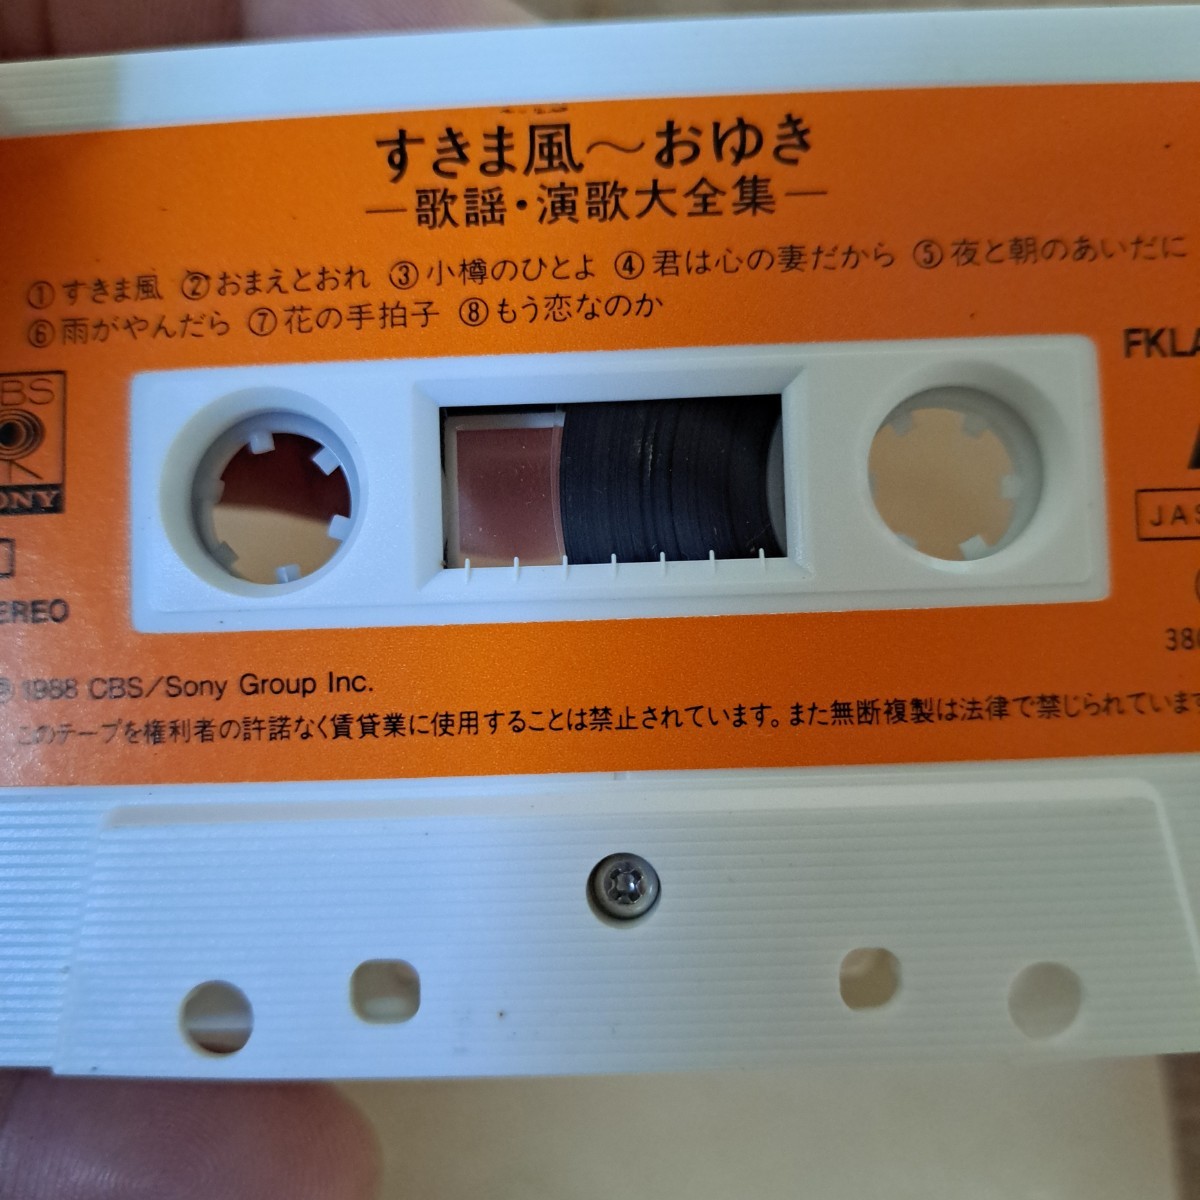 すきま風〜おゆき
―歌謡・演歌大全集―
①すきま風 ②おまえとおれ ③小樽のひとよ ④君は心の妻だから ⑤夜と朝のあいだに
⑥雨がやんだら ⑦花の手拍子 ⑧もう恋なのか
FKLA
BS
ONY
JAS
EREO
38
℗1988 CBS/Sony Group Inc.
このテープを権利者の許諾なく賃貸業に使用することは禁止されています。また無断複製は法律で禁じられています